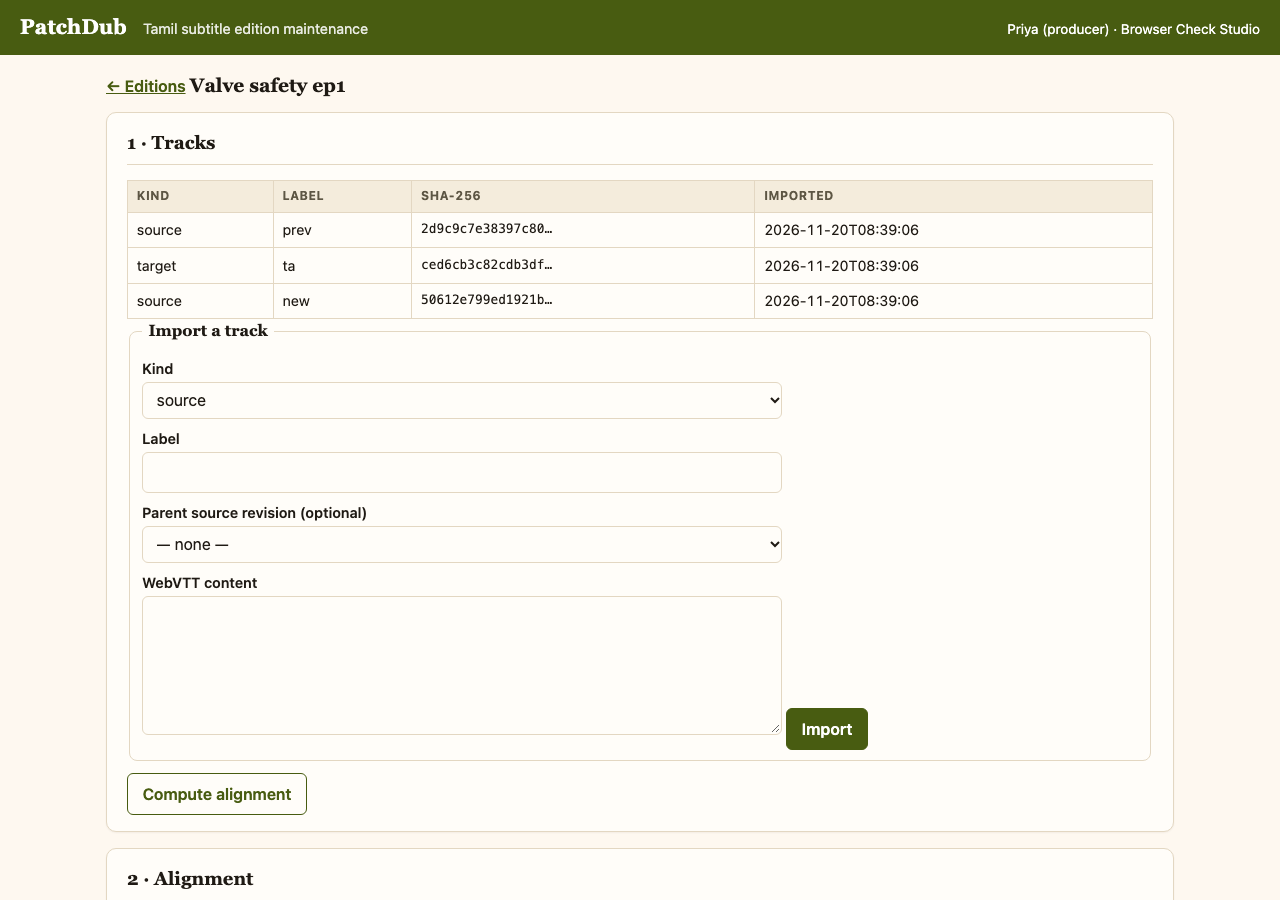 PatchDub Tamil subtitle edition maintenance Priya (producer) · Browser Check Studio
← Editions Valve safety ep1
1 · Tracks
KIND LABEL SHA-256 IMPORTED
source prev 2d9c9c7e38397c80… 2026-11-20T08:39:06
target ta ced6cb3c82cdb3df… 2026-11-20T08:39:06
source new 50612e799ed1921b… 2026-11-20T08:39:06
Import a track
Kind
source
Label
Parent source revision (optional)
— none —
WebVTT content
Import
Compute alignment
2 · Alignment